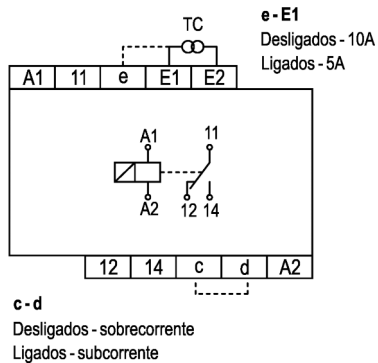 TC
e - E1
Desligados - 10A
Ligados - 5A
A1 11 e E1 E2
A1
11
A2
12 14
12 14 c d A2
c - d
Desligados - sobrecorrente
Ligados - subcorrente